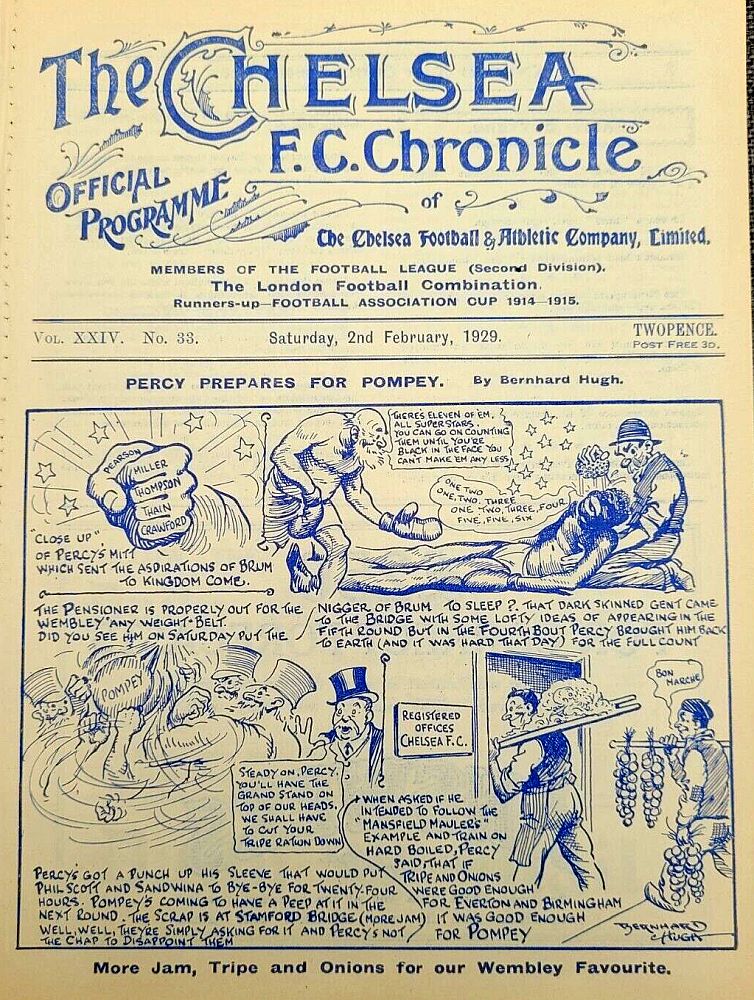 The CHELSEA
F.C. Chronicle
OFFICIAL
PROGRAMME
of
The Chelsea Football & Athletic Company, Limited.
MEMBERS OF THE FOOTBALL LEAGUE (Second Division).
The London Football Combination.
Runners-up—FOOTBALL ASSOCIATION CUP 1914-1915.
VOL. XXIV. No. 33. Saturday, 2nd February, 1929. TWOPENCE.
POST FREE 3D.
PERCY PREPARES FOR POMPEY. By Bernhard Hugh.
PEARSON
MILLER
THOMPSON
THAIN
CRAWFORD
"CLOSE UP"
OF PERCY'S MITT
WHICH SENT THE ASPIRATIONS OF BRUM
TO KINGDOM COME.
THERE'S ELEVEN OF 'EM,
ALL SUPER STARS.
YOU CAN GO ON COUNTING
THEM UNTIL YOU'RE
BLACK IN THE FACE YOU
CAN'T MAKE 'EM ANY LESS
ONE TWO
ONE, TWO, THREE
ONE TWO, THREE, FOUR,
FIVE, FIVE, SIX
THE PENSIONER IS PROPERLY OUT FOR THE
WEMBLEY "ANY WEIGHT" BELT.
DID YOU SEE HIM ON SATURDAY PUT THE
NIGGER OF BRUM TO SLEEP?. THAT DARK SKINNED GENT CAME
TO THE BRIDGE WITH SOME LOFTY IDEAS OF APPEARING IN THE
FIFTH ROUND BUT IN THE FOURTH BOUT PERCY BROUGHT HIM BACK
TO EARTH (AND IT WAS HARD THAT DAY) FOR THE FULL COUNT
POMPEY
STEADY ON, PERCY,
YOU'LL HAVE THE
GRAND STAND ON
TOP OF OUR HEADS.
WE SHALL HAVE
TO CUT YOUR
TRIPE RATION DOWN
REGISTERED
OFFICES
CHELSEA F.C.
BON
MARCHE
PERCY'S GOT A PUNCH UP HIS SLEEVE THAT WOULD PUT
PHIL SCOTT AND SANDWINA TO BYE-BYE FOR TWENTY-FOUR
HOURS. POMPEY'S COMING TO HAVE A PEEP AT IT IN THE
NEXT ROUND. THE SCRAP IS AT STAMFORD BRIDGE (MORE JAM)
WELL, WELL, THEY'RE SIMPLY ASKING FOR IT AND PERCY'S NOT
THE CHAP TO DISAPPOINT THEM
WHEN ASKED IF HE
INTENDED TO FOLLOW THE
"MANSFIELD MAULER'S"
EXAMPLE AND TRAIN ON
HARD BOILED, PERCY
SAID, THAT IF
TRIPE AND ONIONS
WERE GOOD ENOUGH
FOR EVERTON AND BIRMINGHAM
IT WAS GOOD ENOUGH
FOR POMPEY
BERNHARD
HUGH
More Jam, Tripe and Onions for our Wembley Favourite.